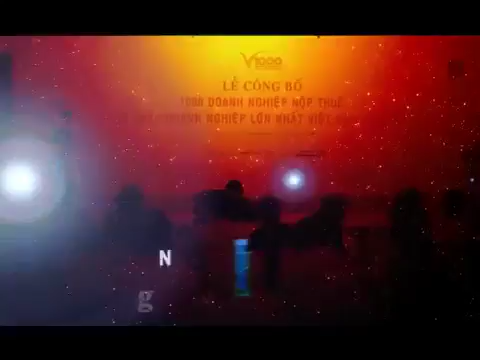 V1000
LỄ CÔNG BỐ
1000 DOANH NGHIỆP NỘP THUẾ
NGHIỆP LỚN NHẤT VIỆT
N
g